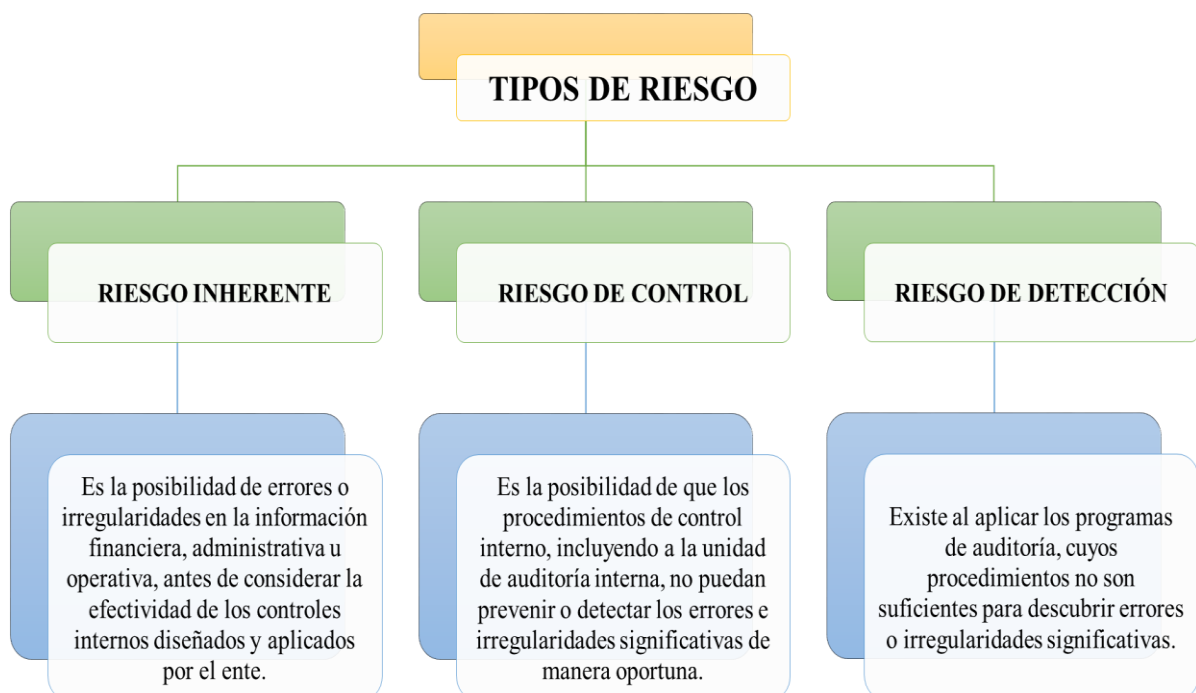 TIPOS DE RIESGO
RIESGO INHERENTE
RIESGO DE CONTROL
RIESGO DE DETECCIÓN
Es la posibilidad de errores o
irregularidades en la información
financiera, administrativa u
operativa, antes de considerar la
efectividad de los controles
internos diseñados y aplicados
por el ente.
Es la posibilidad de que los
procedimientos de control
interno, incluyendo a la unidad
de auditoría interna, no puedan
prevenir o detectar los errores e
irregularidades significativas de
manera oportuna.
Existe al aplicar los programas
de auditoría, cuyos
procedimientos no son
suficientes para descubrir errores
o irregularidades significativas.